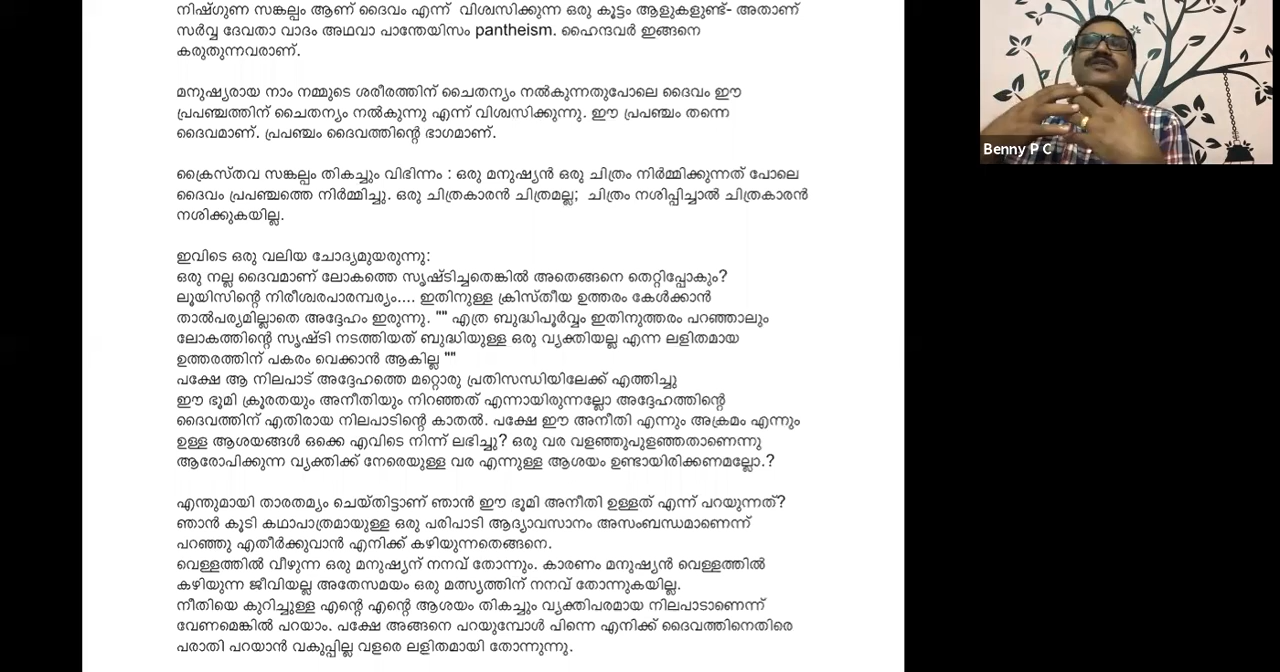 നിഷ്ഗുണ സങ്കല്പം ആണ് ദൈവം എന്ന് വിശ്വസിക്കുന്ന ഒരു കൂട്ടം ആളുകളുണ്ട്- അതാണ്
സർവ്വ ദേവതാ വാദം അഥവാ പാന്തേയിസം pantheism. ഹൈന്ദവർ ഇങ്ങനെ
കരുതുന്നവരാണ്.
മനുഷ്യരായ നാം നമ്മുടെ ശരീരത്തിന് ചൈതന്യം നൽകുന്നതുപോലെ ദൈവം ഈ
പ്രപഞ്ചത്തിന് ചൈതന്യം നൽകുന്നു എന്ന് വിശ്വസിക്കുന്നു. ഈ പ്രപഞ്ചം തന്നെ
ദൈവമാണ്. പ്രപഞ്ചം ദൈവത്തിന്റെ ഭാഗമാണ്.
ക്രൈസ്തവ സങ്കല്പം തികച്ചും വിഭിന്നം : ഒരു മനുഷ്യൻ ഒരു ചിത്രം നിർമ്മിക്കുന്നത് പോലെ
ദൈവം പ്രപഞ്ചത്തെ നിർമ്മിച്ചു. ഒരു ചിത്രകാരൻ ചിത്രമല്ല; ചിത്രം നശിപ്പിച്ചാൽ ചിത്രകാരൻ
നശിക്കുകയില്ല.
ഇവിടെ ഒരു വലിയ ചോദ്യമുയരുന്നു:
ഒരു നല്ല ദൈവമാണ് ലോകത്തെ സൃഷ്ടിച്ചതെങ്കിൽ അതെങ്ങനെ തെറ്റിപ്പോകും?
ലൂയിസിന്റെ നിരീശ്വരപാരമ്പര്യം.... ഇതിനുള്ള ക്രിസ്തീയ ഉത്തരം കേൾക്കാൻ
താൽപര്യമില്ലാതെ അദ്ദേഹം ഇരുന്നു. "" എത്ര ബുദ്ധിപൂർവ്വം ഇതിനുത്തരം പറഞ്ഞാലും
ലോകത്തിന്റെ സൃഷ്ടി നടത്തിയത് ബുദ്ധിയുള്ള ഒരു വ്യക്തിയല്ല എന്ന ലളിതമായ
ഉത്തരത്തിന് പകരം വെക്കാൻ ആകില്ല ""
പക്ഷേ ആ നിലപാട് അദ്ദേഹത്തെ മറ്റൊരു പ്രതിസന്ധിയിലേക്ക് എത്തിച്ചു
ഈ ഭൂമി ക്രൂരതയും അനീതിയും നിറഞ്ഞത് എന്നായിരുന്നല്ലോ അദ്ദേഹത്തിന്റെ
ദൈവത്തിന് എതിരായ നിലപാടിന്റെ കാതൽ. പക്ഷേ ഈ അനീതി എന്നും അക്രമം എന്നും
ഉള്ള ആശയങ്ങൾ ഒക്കെ എവിടെ നിന്ന് ലഭിച്ചു? ഒരു വര വളഞ്ഞുപുളഞ്ഞതാണെന്നു
ആരോപിക്കുന്ന വ്യക്തിക്ക് നേരെയുള്ള വര എന്നുള്ള ആശയം ഉണ്ടായിരിക്കണമല്ലോ.?
എന്തുമായി താരതമ്യം ചെയ്തിട്ടാണ് ഞാൻ ഈ ഭൂമി അനീതി ഉള്ളത് എന്ന് പറയുന്നത്?
ഞാൻ കൂടി കഥാപാത്രമായുള്ള ഒരു പരിപാടി ആദ്യാവസാനം അസംബന്ധമാണെന്ന്
പറഞ്ഞു എതീർക്കുവാൻ എനിക്ക് കഴിയുന്നതെങ്ങനെ.
വെള്ളത്തിൽ വീഴുന്ന ഒരു മനുഷ്യന് നനവ് തോന്നും. കാരണം മനുഷ്യൻ വെള്ളത്തിൽ
കഴിയുന്ന ജീവിയല്ല അതേസമയം ഒരു മത്സ്യത്തിന് നനവ് തോന്നുകയില്ല.
നീതിയെ കുറിച്ചുള്ള എന്റെ എന്റെ ആശയം തികച്ചും വ്യക്തിപരമായ നിലപാടാണെന്ന്
വേണമെങ്കിൽ പറയാം. പക്ഷേ അങ്ങനെ പറയുമ്പോൾ പിന്നെ എനിക്ക് ദൈവത്തിനെതിരെ
പരാതി പറയാൻ വകുപ്പില്ല വളരെ ലളിതമായി തോന്നുന്നു.
Benny P C